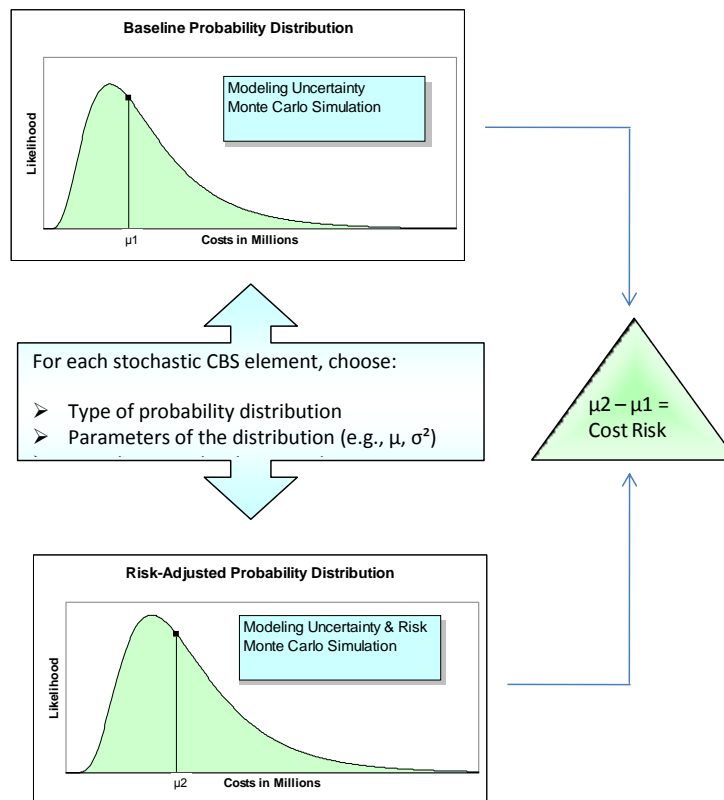 Baseline Probability Distribution
Modeling Uncertainty
Monte Carlo Simulation
Likelihood
µ1
Costs in Millions
For each stochastic CBS element, choose:
➢ Type of probability distribution
➢ Parameters of the distribution (e.g., µ, σ²)
µ2 – µ1 =
Cost Risk
Risk-Adjusted Probability Distribution
Modeling Uncertainty & Risk
Monte Carlo Simulation
Likelihood
µ2
Costs in Millions